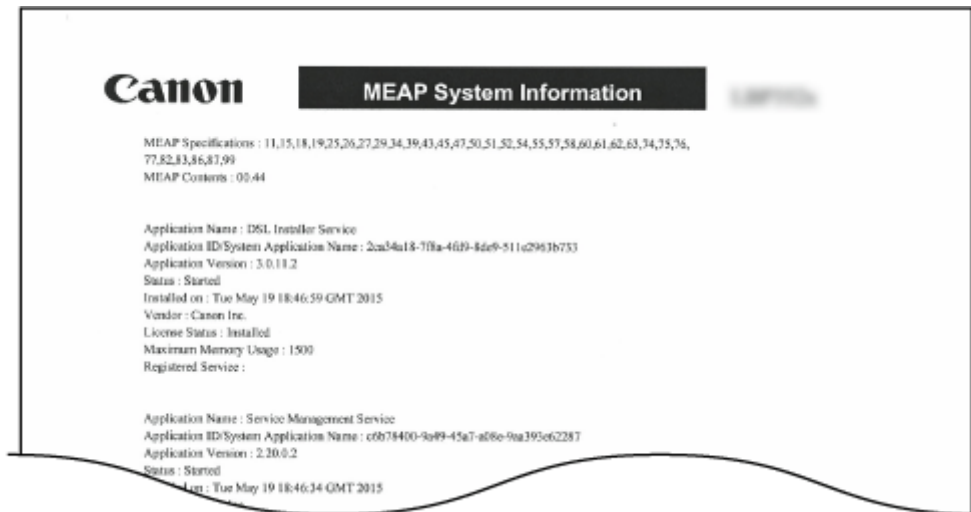 Canon
MEAP System Information
MEAP Specifications : 11,15,18,19,25,26,27,29,34,39,43,45,47,50,51,52,54,55,57,58,60,61,62,63,74,75,76,
77,82,83,86,87,99
MEAP Contents : 00.44
Application Name : DSL Installer Service
Application ID/System Application Name : 2ca34a18-7f8a-4fd9-8de9-511e2963b733
Application Version : 3.0.11.2
Status : Started
Installed on : Tue May 19 18:46:59 GMT 2015
Vendor : Canon Inc.
License Status : Installed
Maximum Memory Usage : 1500
Registered Service :
Application Name : Service Management Service
Application ID/System Application Name : c6b78400-9a49-45a7-a08e-9aa393e62287
Application Version : 2.20.0.2
Status : Started
on : Tue May 19 18:46:34 GMT 2015